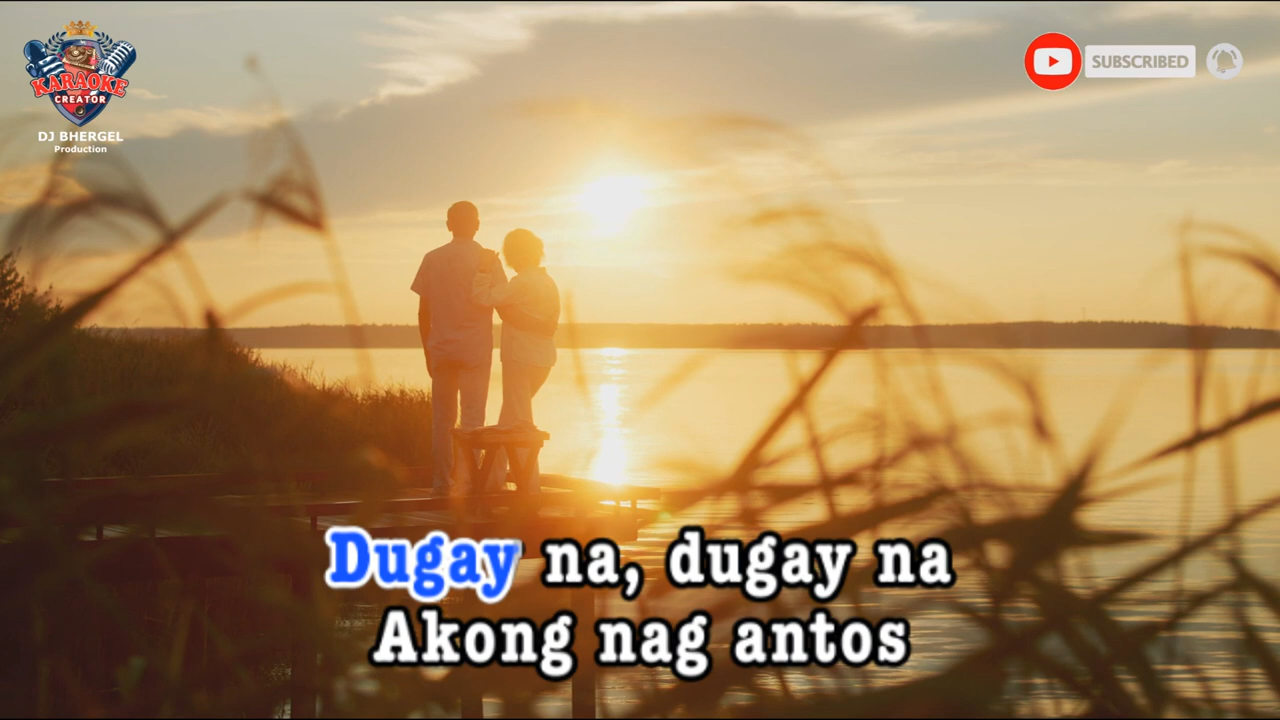 KARAOKE
CREATOR
DJ BHERGEL
Production
SUBSCRIBED
Dugay na, dugay na
Akong nag antos